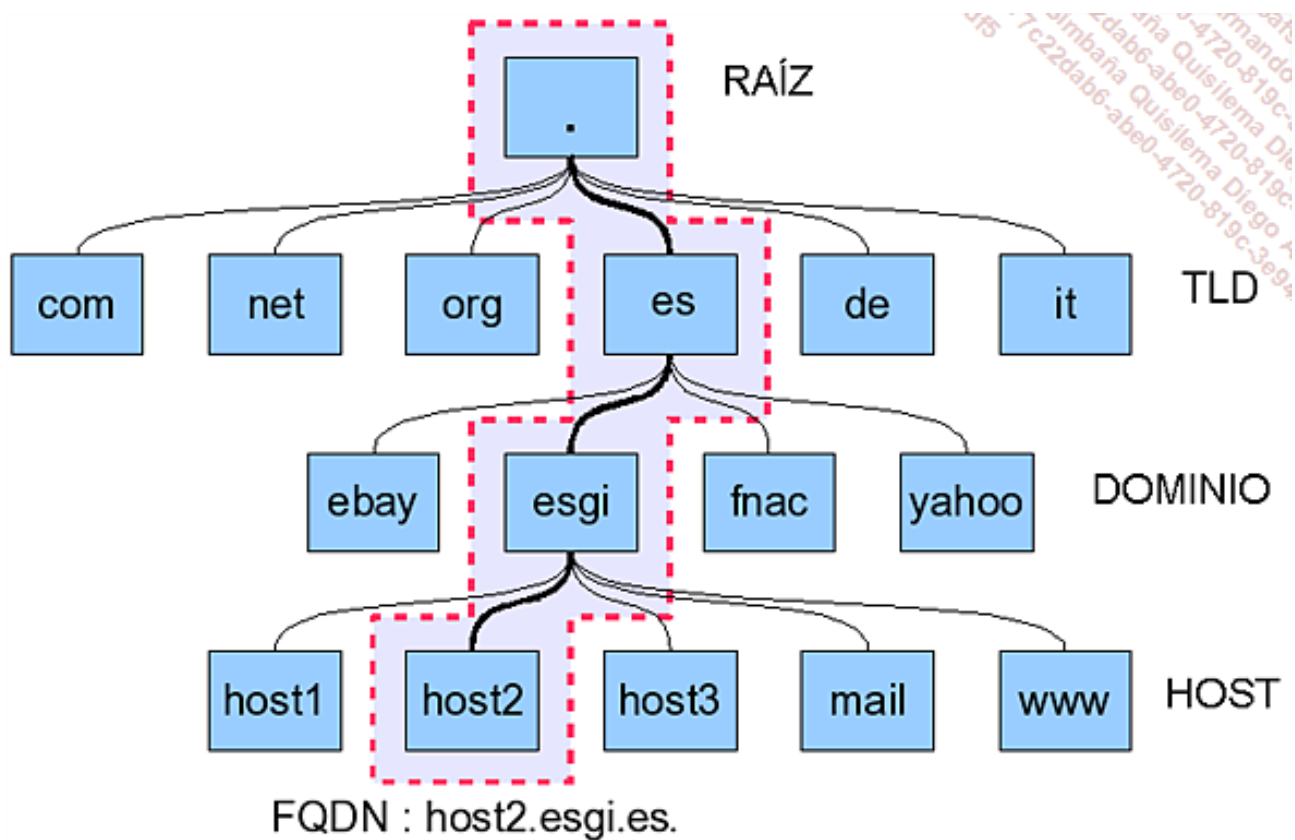 .
RAÍZ
com net org es de it TLD
ebay esgi fnac yahoo DOMINIO
host1 host2 host3 mail www HOST
FQDN : host2.esgi.es.